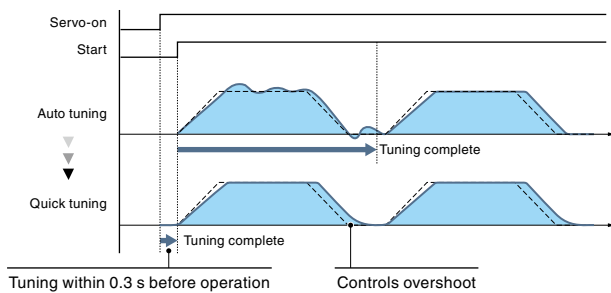 Servo-on
Start
Auto tuning
Tuning complete
Quick tuning
Tuning complete
Tuning within 0.3 s before operation
Controls overshoot